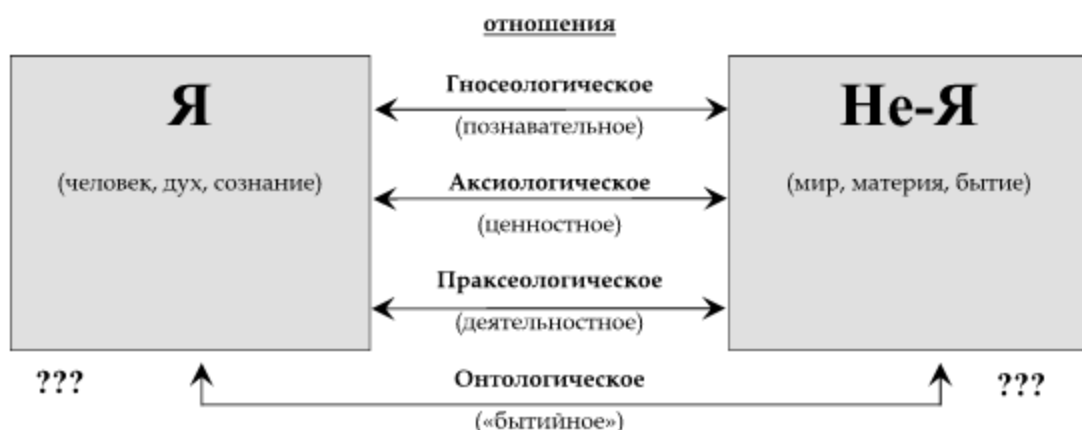 отношения
Я
(человек, дух, сознание)
Гносеологическое
(познавательное)
Аксиологическое
(ценностное)
Праксеологическое
(деятельностное)
Не-Я
(мир, материя, бытие)
???
Онтологическое
(«бытийное»)
???